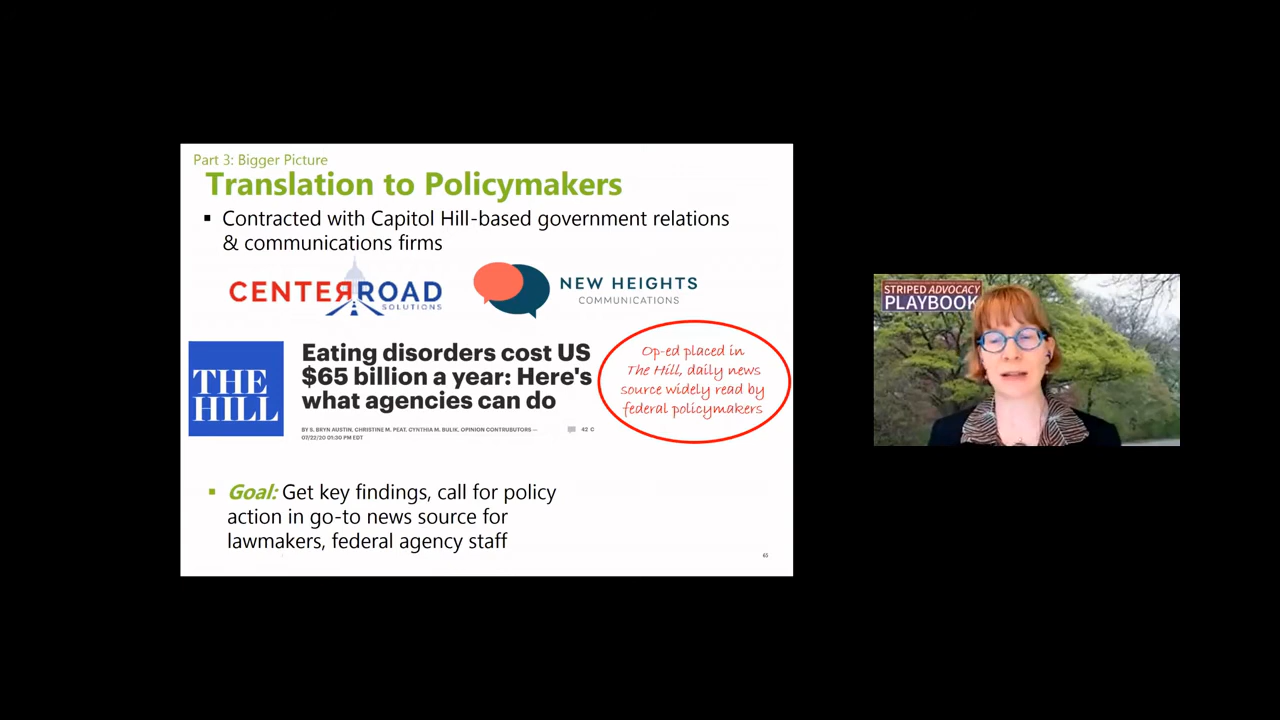 Part 3: Bigger Picture
Translation to Policymakers
▪ Contracted with Capitol Hill-based government relations
& communications firms
CENTERROAD
SOLUTIONS
NEW HEIGHTS
COMMUNICATIONS
THE
HILL
Eating disorders cost US
$65 billion a year: Here's
what agencies can do
BY S. BRYN AUSTIN, CHRISTINE M. PEAT, CYNTHIA M. BULIK, OPINION CONTRIBUTORS —
07/22/20 01:30 PM EDT
42 C
Op-ed placed in
The Hill, daily news
source widely read by
federal policymakers
▪ Goal: Get key findings, call for policy
action in go-to news source for
lawmakers, federal agency staff
STRIPED ADVOCACY
PLAYBOOK